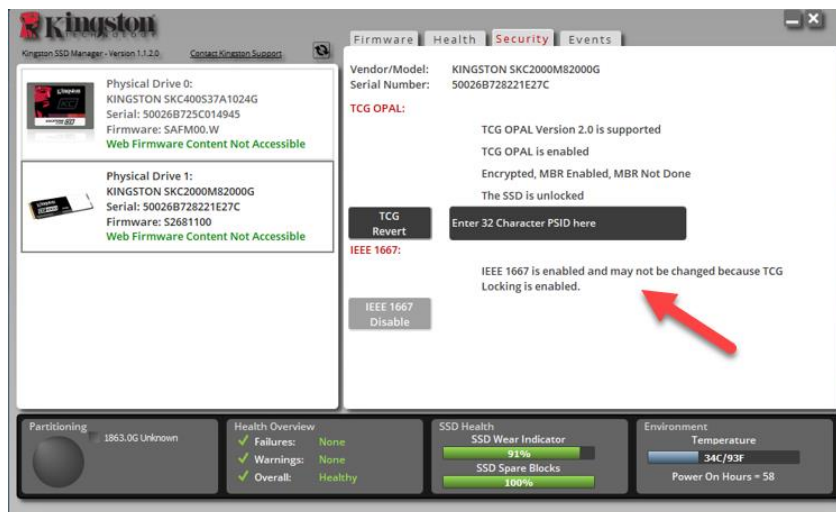 Kingston
TECHNOLOGY
Kingston SSD Manager - Version 1.1.2.0
Contact Kingston Support
Firmware
Health
Security
Events
Physical Drive 0:
KINGSTON SKC400S37A1024G
Serial: 50026B725C014945
Firmware: SAFM00.W
Web Firmware Content Not Accessible
Physical Drive 1:
KINGSTON SKC2000M82000G
Serial: 50026B728221E27C
Firmware: S2681100
Web Firmware Content Not Accessible
Vendor/Model: KINGSTON SKC2000M82000G
Serial Number: 50026B728221E27C
TCG OPAL:
TCG OPAL Version 2.0 is supported
TCG OPAL is enabled
Encrypted, MBR Enabled, MBR Not Done
The SSD is unlocked
TCG
Revert
Enter 32 Character PSID here
IEEE 1667:
IEEE 1667 is enabled and may not be changed because TCG
Locking is enabled.
IEEE 1667
Disable
Partitioning
1863.0G Unknown
Health Overview
Failures: None
Warnings: None
Overall: Healthy
SSD Health
SSD Wear Indicator
91%
SSD Spare Blocks
100%
Environment
Temperature
34C/93F
Power On Hours = 58